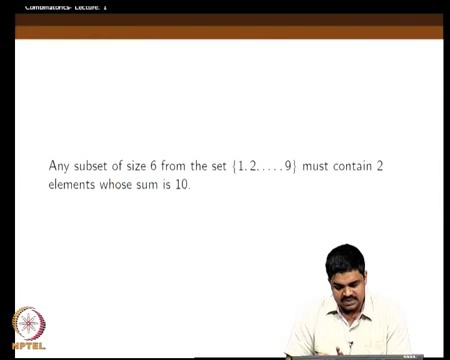 Combinatorics- Lecture: 1
Any subset of size 6 from the set {1, 2, . . . . , 9} must contain 2
elements whose sum is 10.
NPTEL